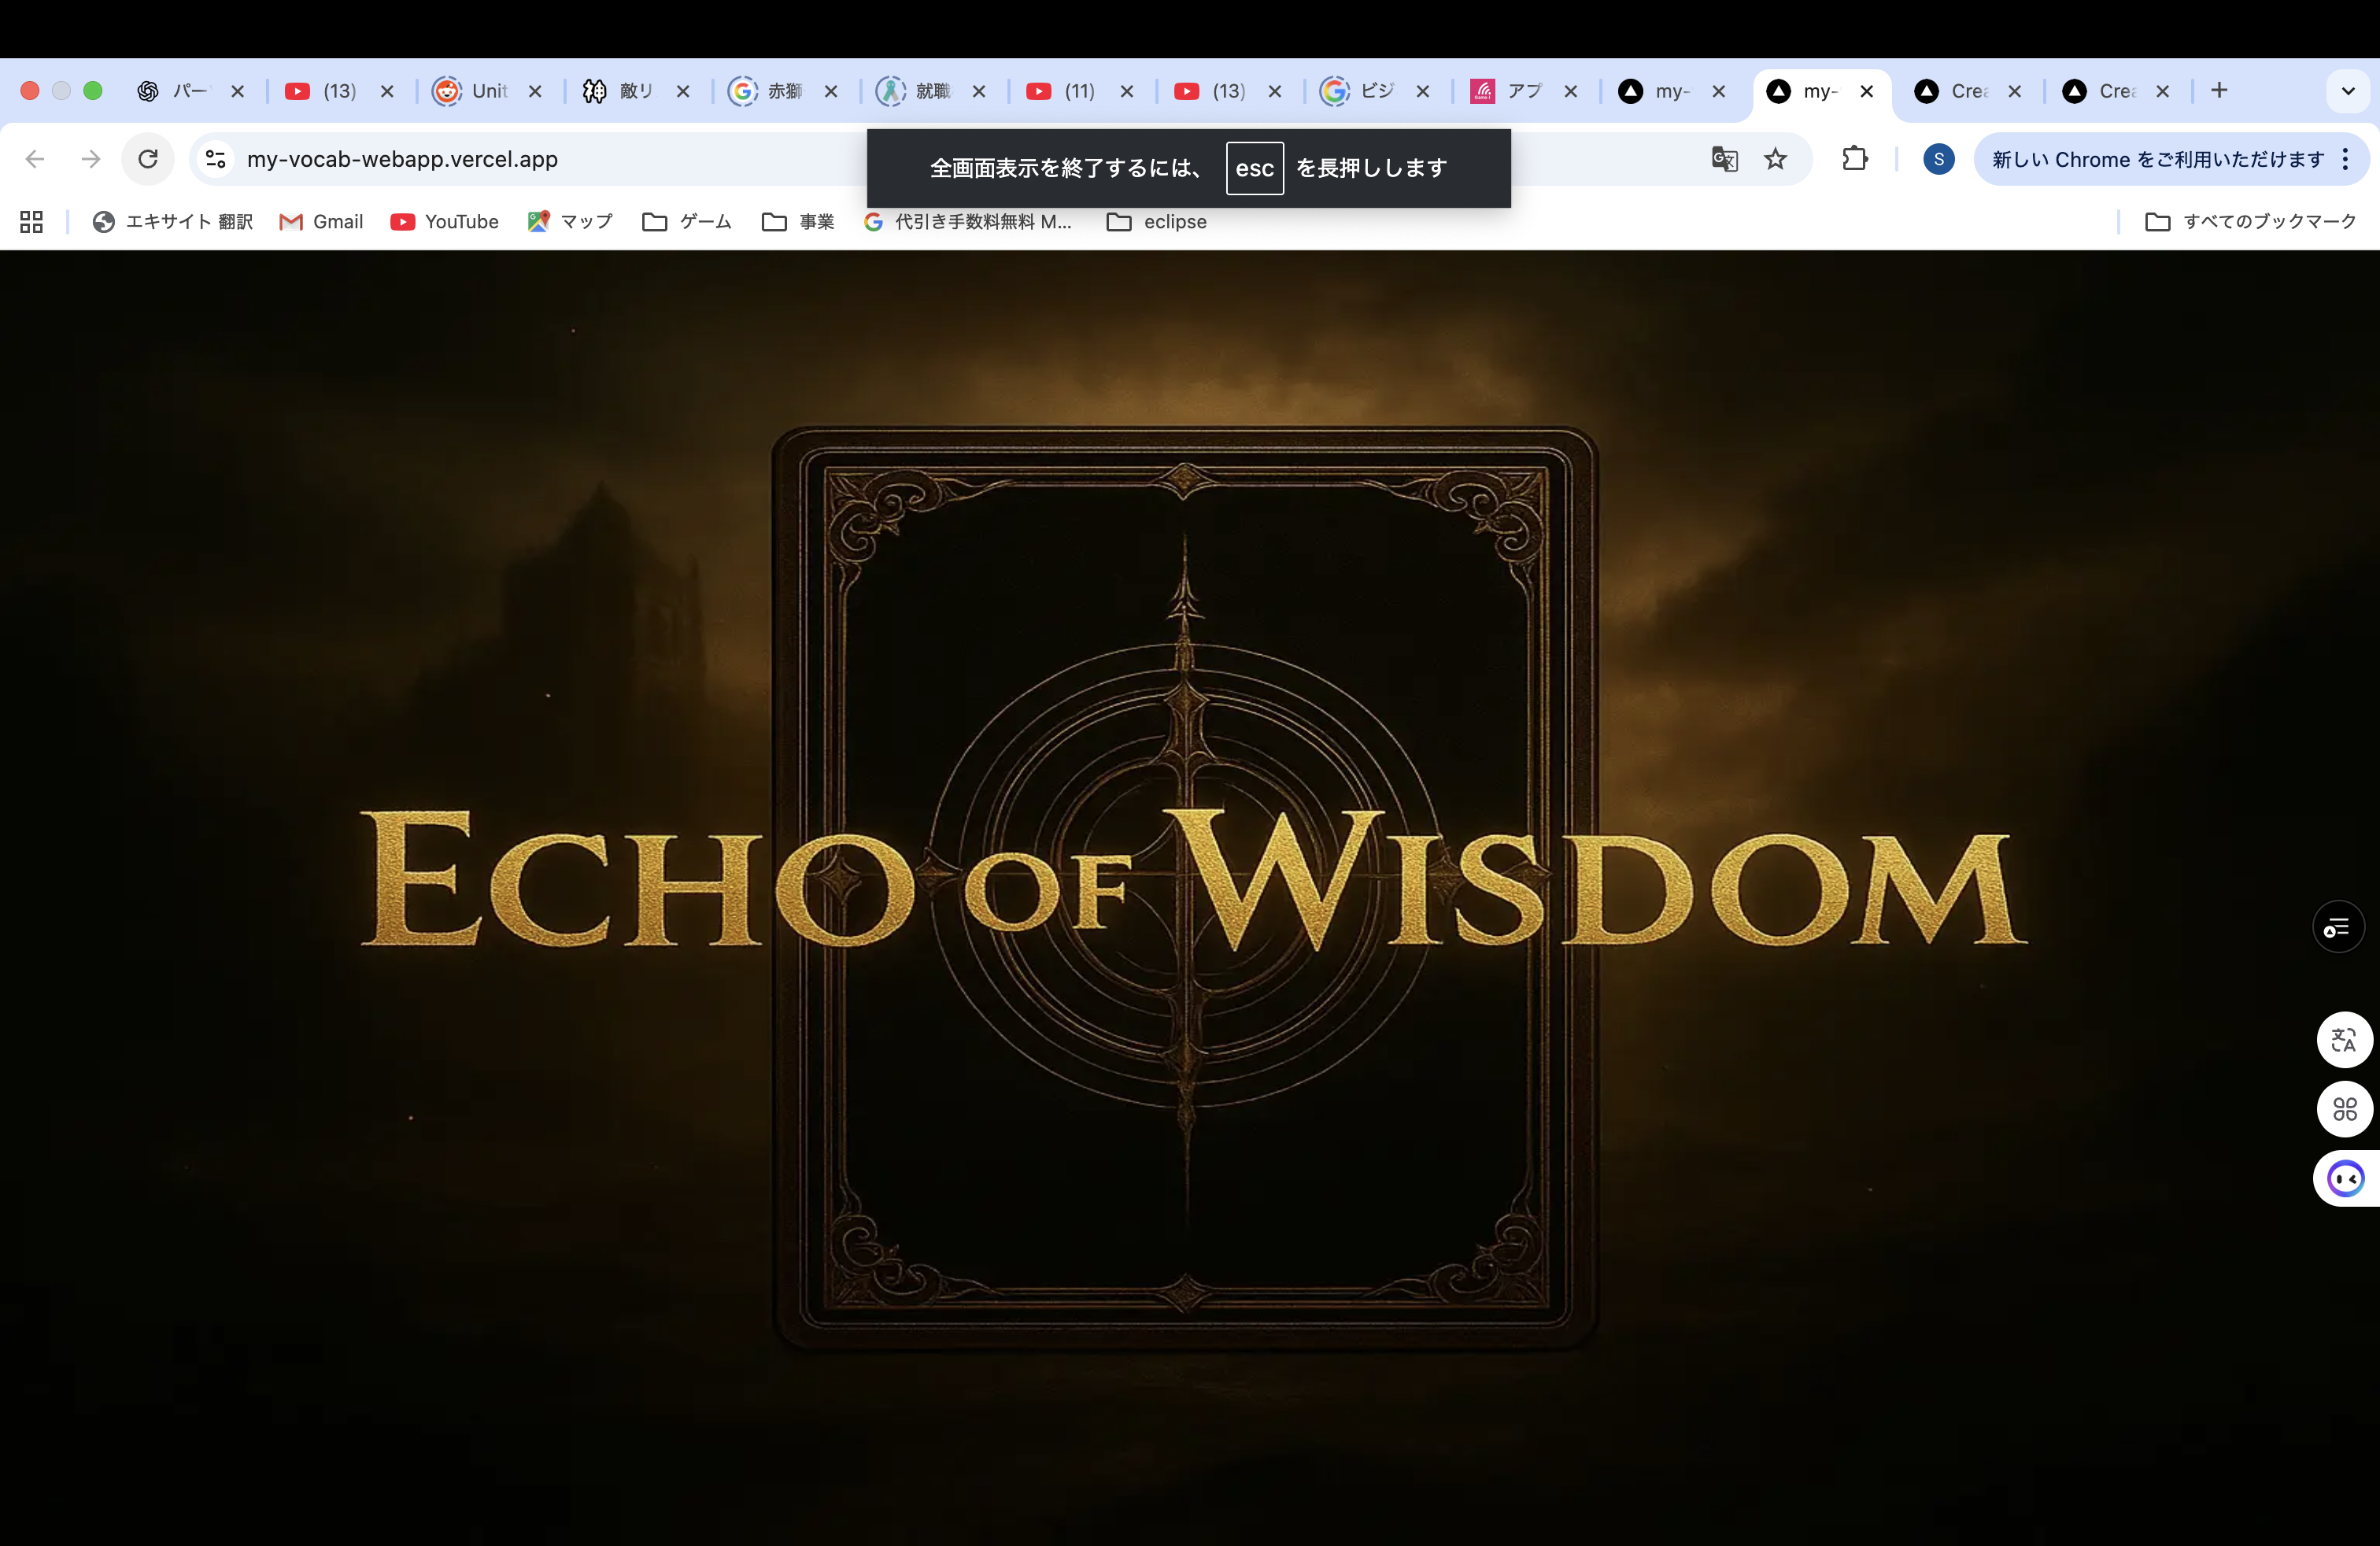 パー
(13)
Unit
敵リ
赤獅
就職
(11)
(13)
ビジ
アプ
my-
my-
Crea
Crea
my-vocab-webapp.vercel.app
全画面表示を終了するには、 esc を長押しします
S
新しい Chrome をご利用いただけます
エキサイト 翻訳
Gmail
YouTube
マップ
ゲーム
事業
代引き手数料無料 M...
eclipse
すべてのブックマーク
ECHO OF WISDOM